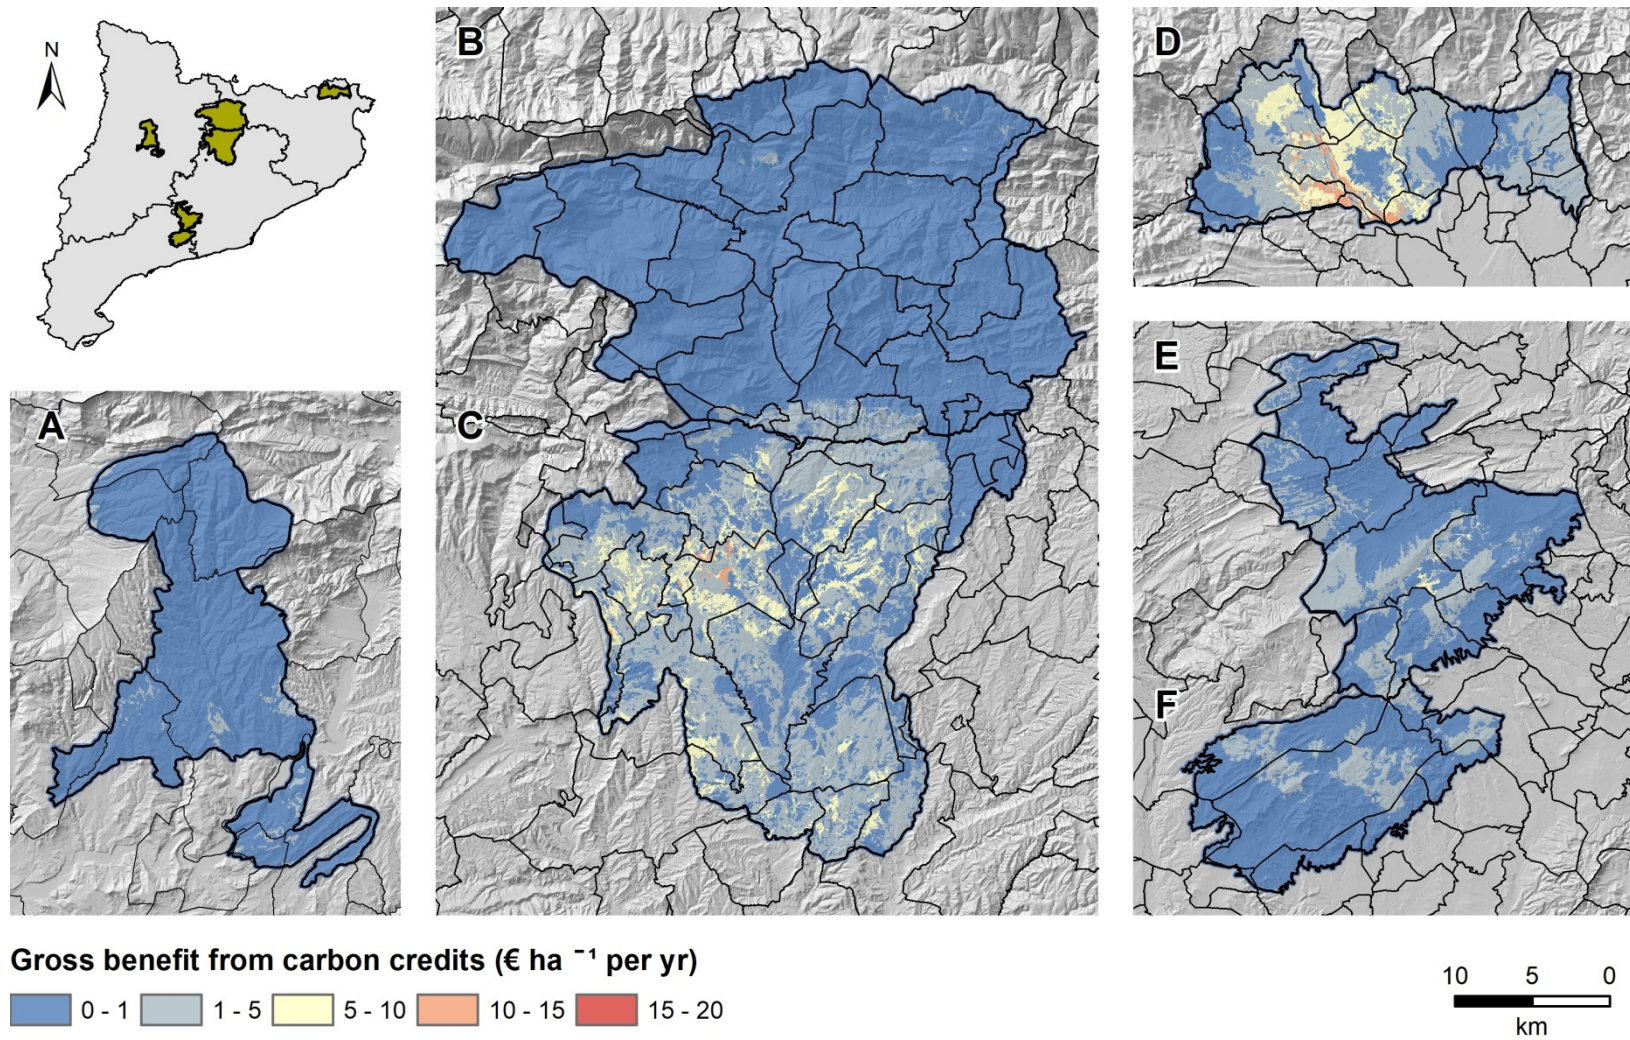 N
A
B
C
D
E
F
Gross benefit from carbon credits (€ ha ⁻¹ per yr)
0 - 1 1 - 5 5 - 10 10 - 15 15 - 20
10 5 0
km